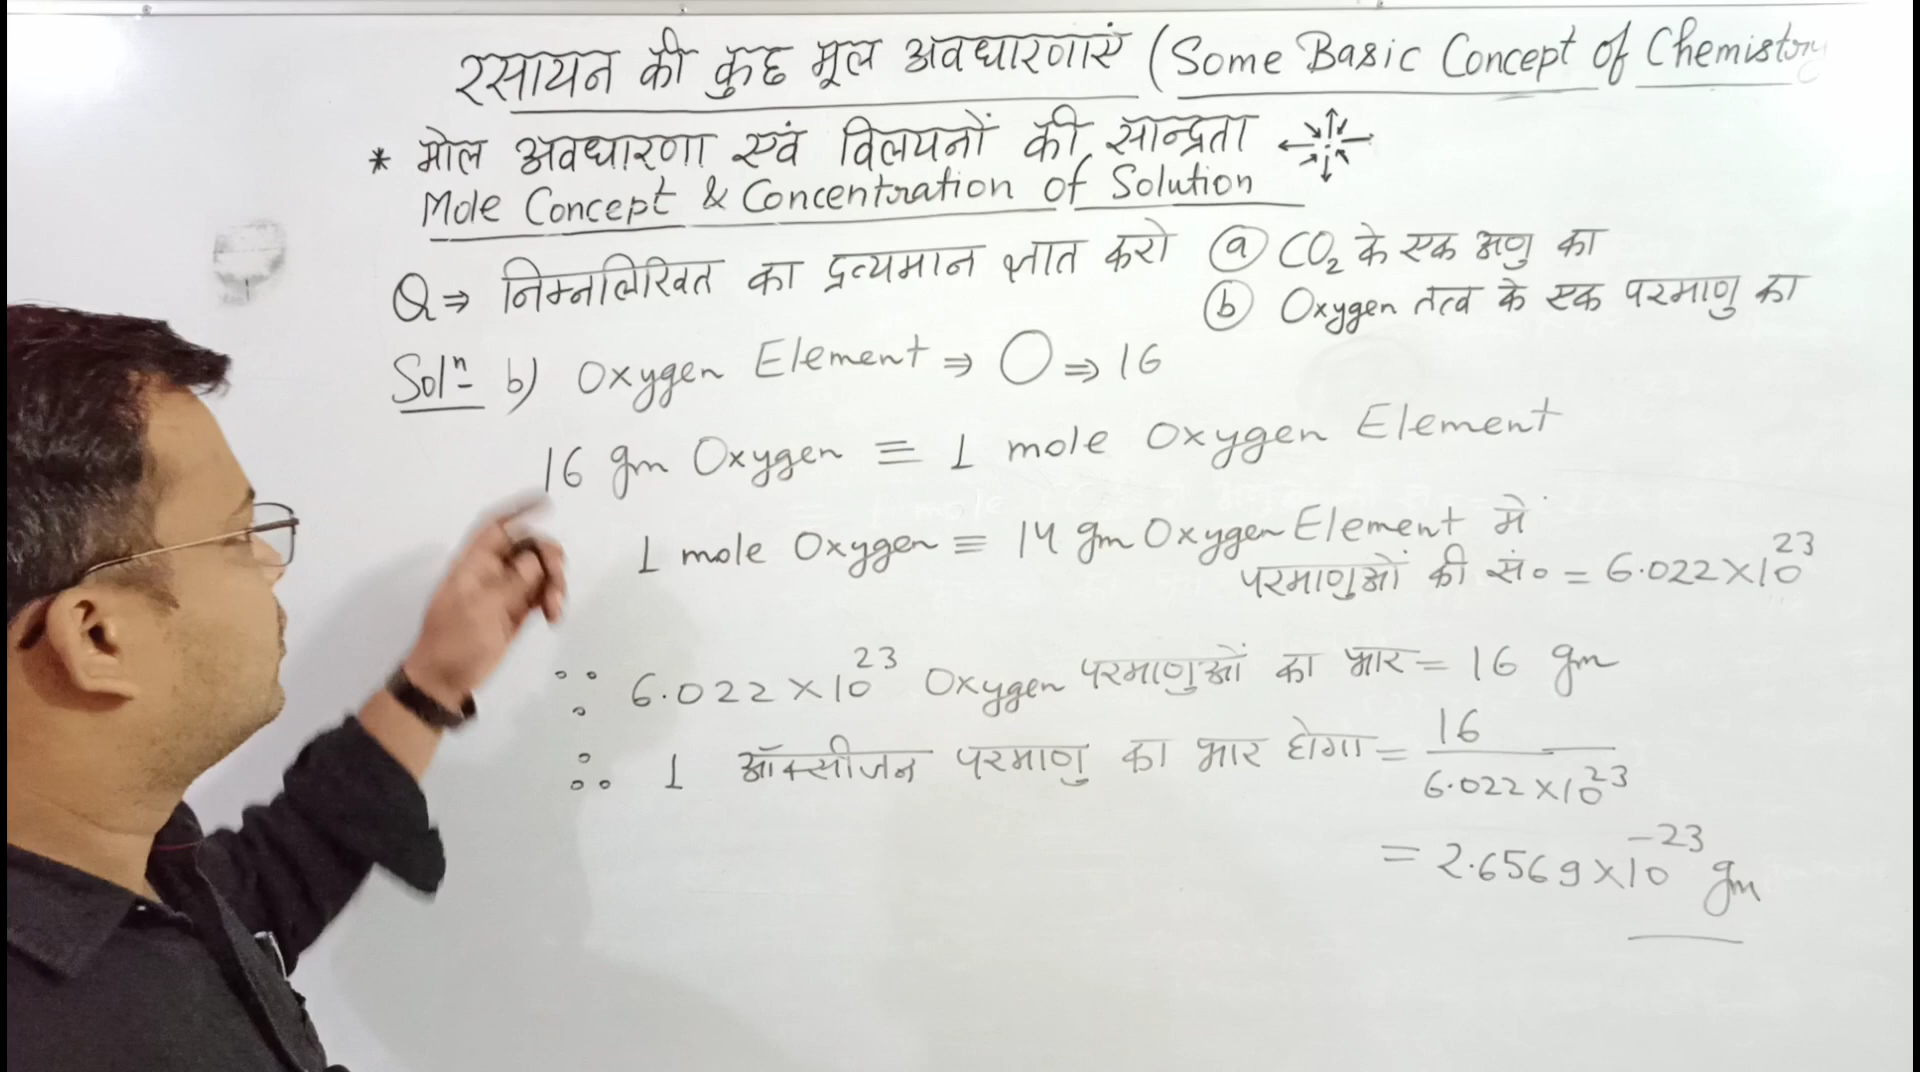 रसायन की कुछ मूल अवधारणाएं (Some Basic Concept of Chemistry
* मोल अवधारणा एवं विलयनों की सान्द्रता
Mole Concept & Concentration of Solution
Q ⇒ निम्नलिखित का द्रव्यमान ज्ञात करो (a) CO₂ के एक अणु का
(b) Oxygen तत्व के एक परमाणु का
Solⁿ b) Oxygen Element ⇒ O ⇒ 16
16 gm Oxygen ≡ 1 mole Oxygen Element
1 mole Oxygen ≡ 14 gm Oxygen Element में
परमाणुओं की सं० = 6.022×10²³
∵ 6.022×10²³ Oxygen परमाणुओं का भार = 16 gm
∴ 1 ऑक्सीजन परमाणु का भार होगा = 16 / 6.022×10²³
= 2.6569×10⁻²³ gm